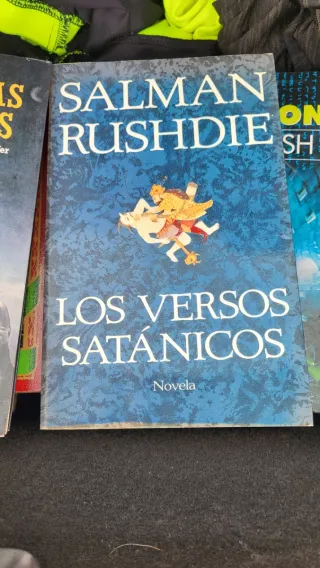 SALMAN
RUSHDIE
LOS VERSOS
SATÁNICOS
Novela